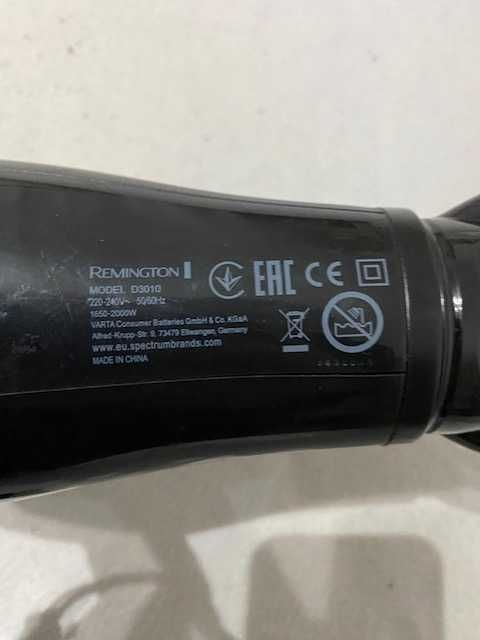 REMINGTON
MODEL D3010
220-240V~ 50/60Hz
1650-2000W
VARTA Consumer Batteries GmbH & Co. KGaA
Alfred-Krupp-Str. 9, 73479 Ellwangen, Germany
www.eu.spectrumbrands.com
MADE IN CHINA
EAC CE